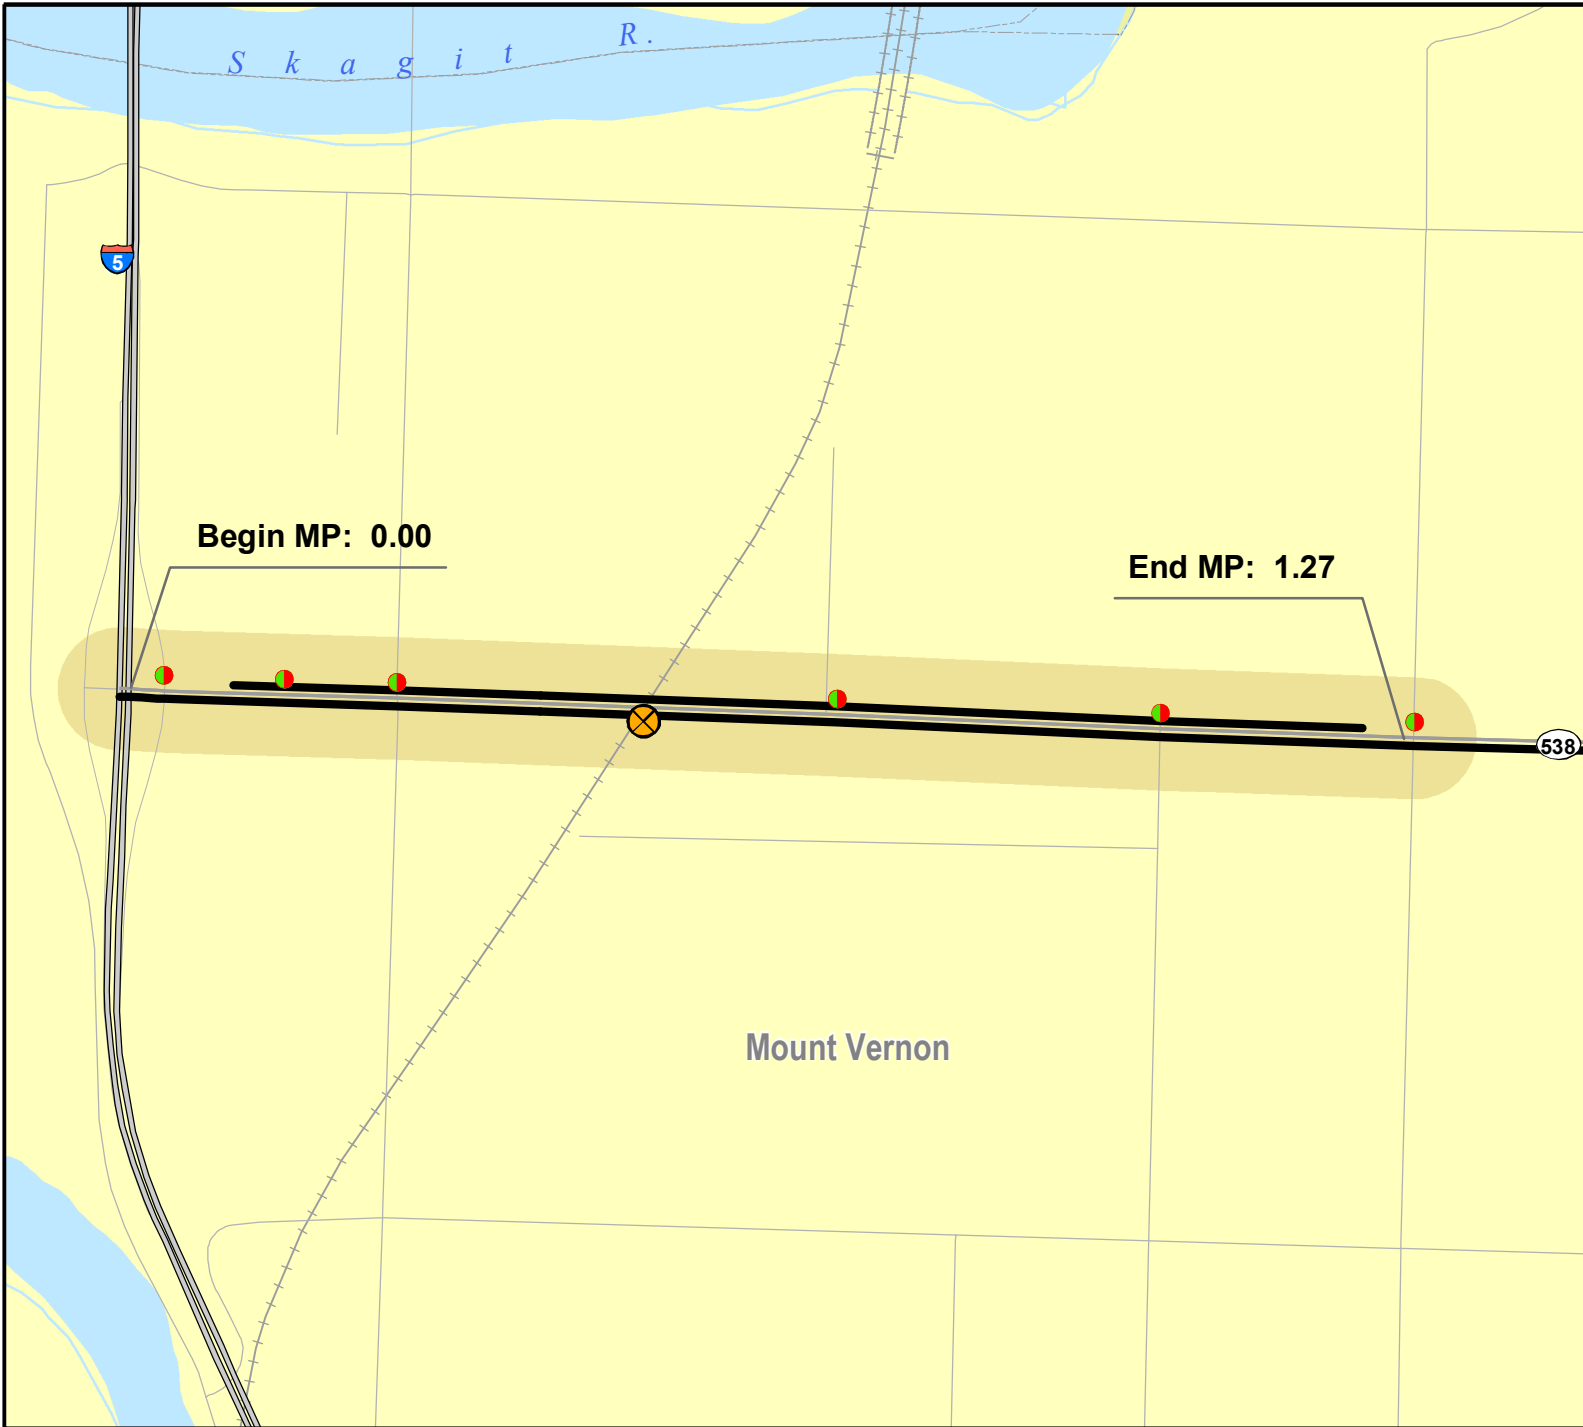 Skagit R.
5
Begin MP: 0.00
End MP: 1.27
538
Mount Vernon